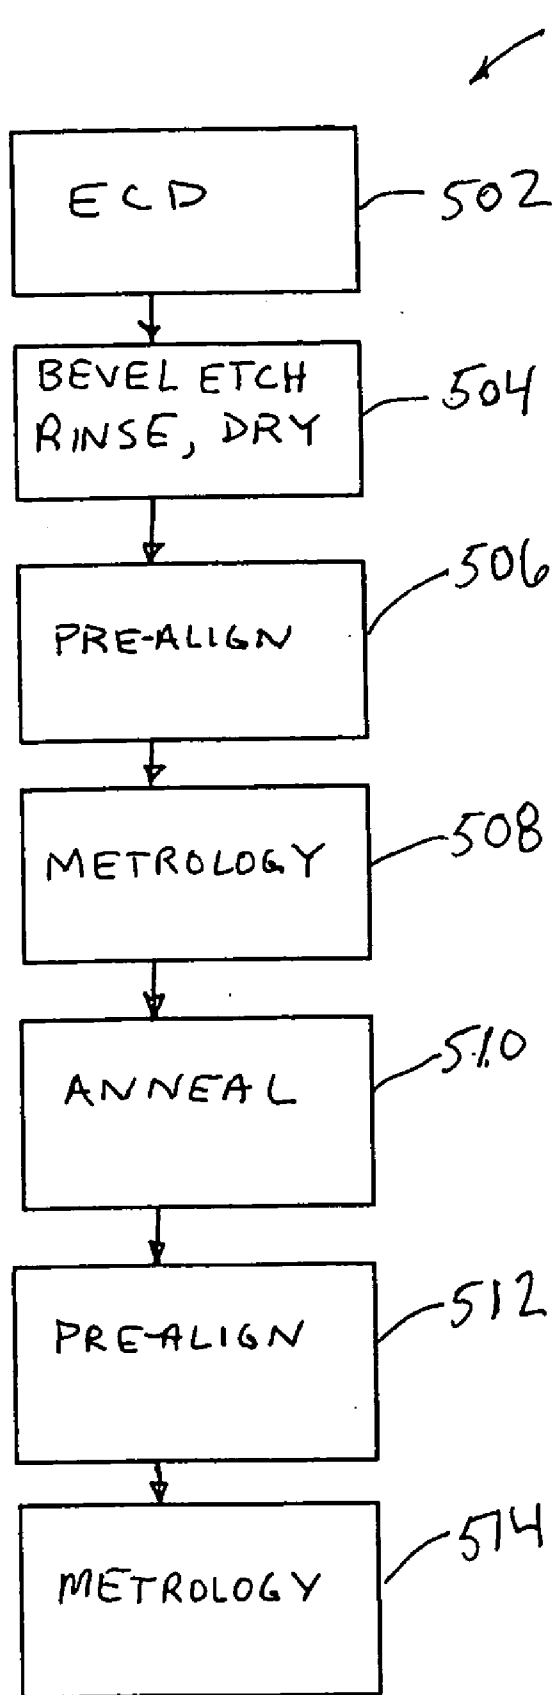 ECD
502
BEVEL ETCH
RINSE, DRY
504
PRE-ALIGN
506
METROLOGY
508
ANNEAL
510
PRE-ALIGN
512
METROLOGY
514